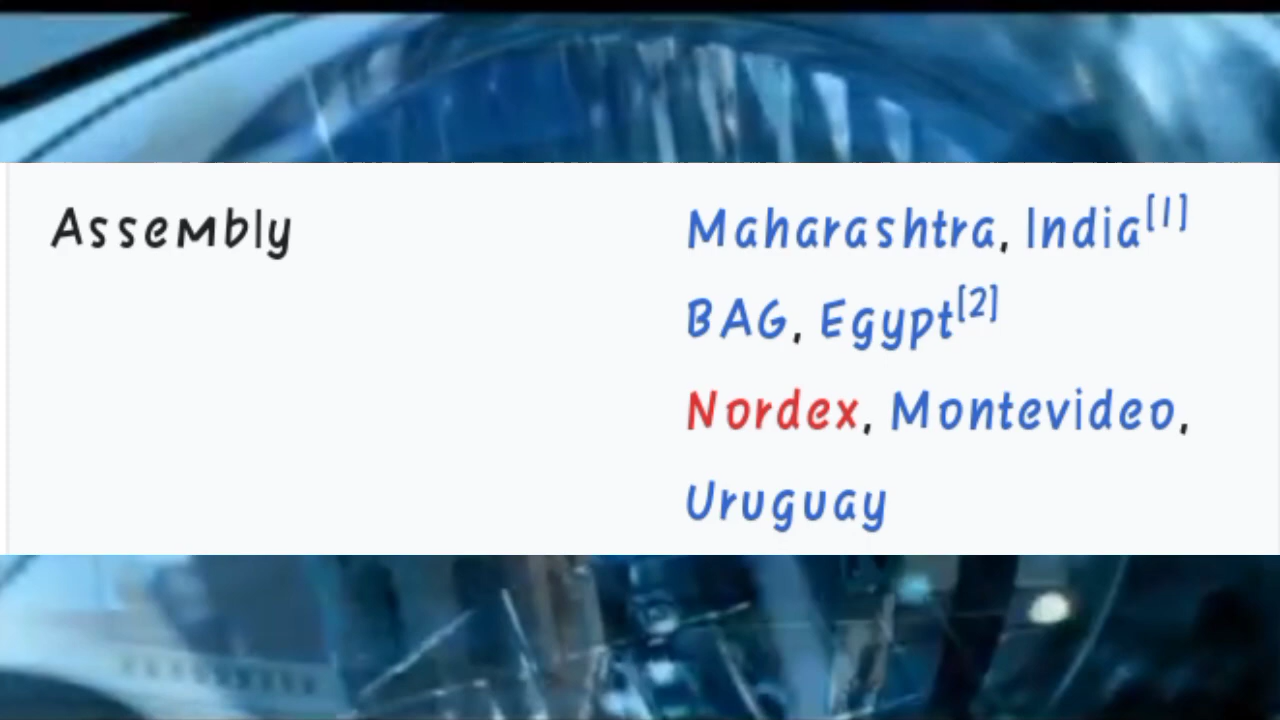 Assembly Maharashtra, India[1]
BAG, Egypt[2]
Nordex, Montevideo,
Uruguay